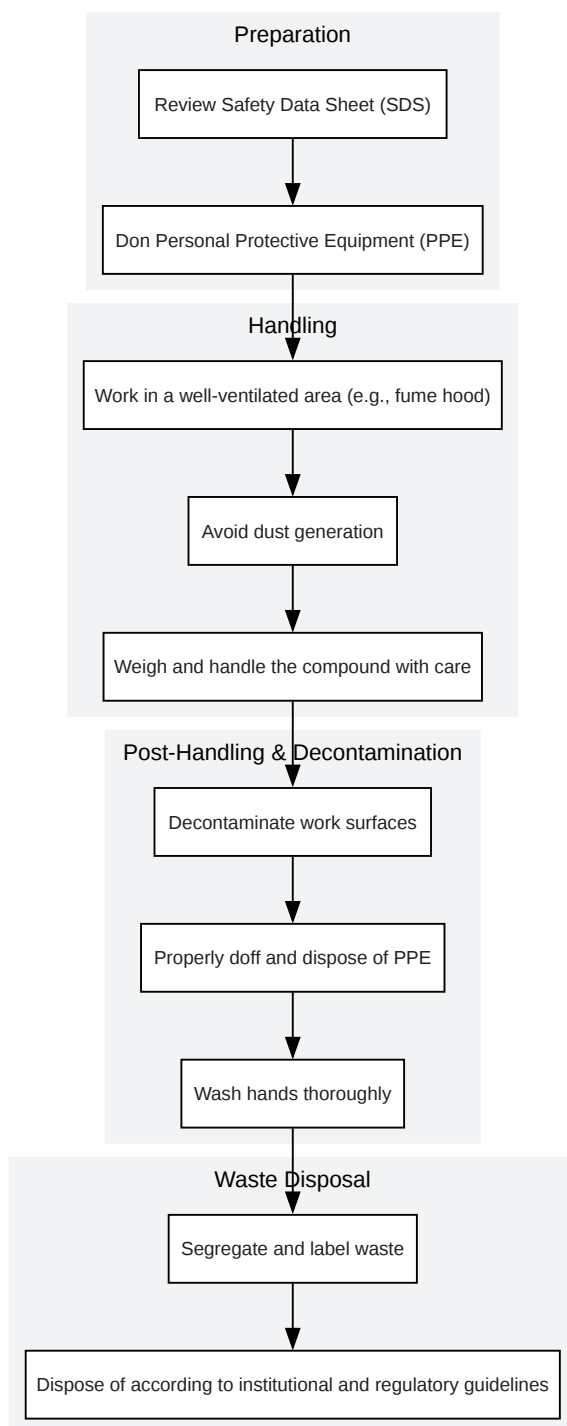 Preparation
Review Safety Data Sheet (SDS)
Don Personal Protective Equipment (PPE)
Handling
Work in a well-ventilated area (e.g., fume hood)
Avoid dust generation
Weigh and handle the compound with care
Post-Handling & Decontamination
Decontaminate work surfaces
Properly doff and dispose of PPE
Wash hands thoroughly
Waste Disposal
Segregate and label waste
Dispose of according to institutional and regulatory guidelines